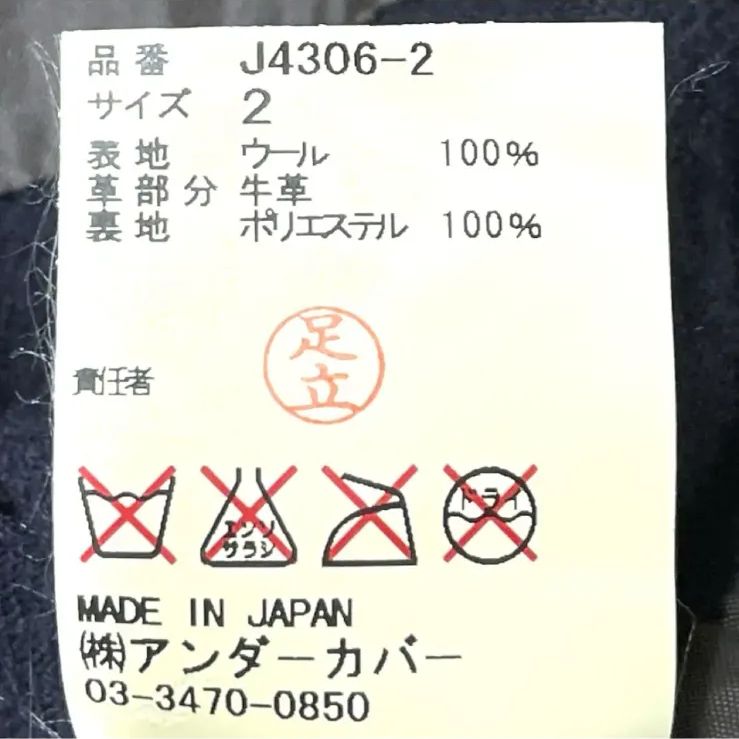 品番 J4306-2
サイズ 2
表地 ウール 100%
革部分 牛革
裏地 ポリエステル 100%
足立
責任者
エンソ サラシ ドライ
MADE IN JAPAN
(株)アンダーカバー
03-3470-0850